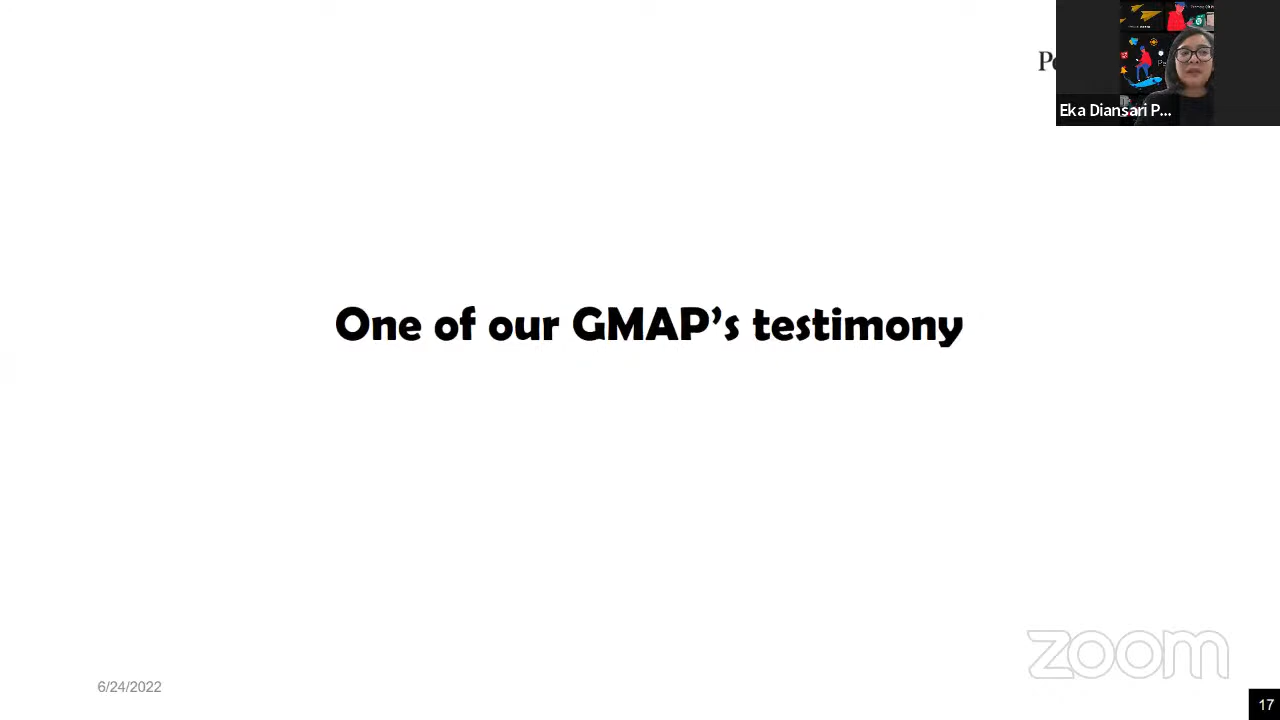 Eka Diansari P...
One of our GMAP's testimony
zoom
6/24/2022
17